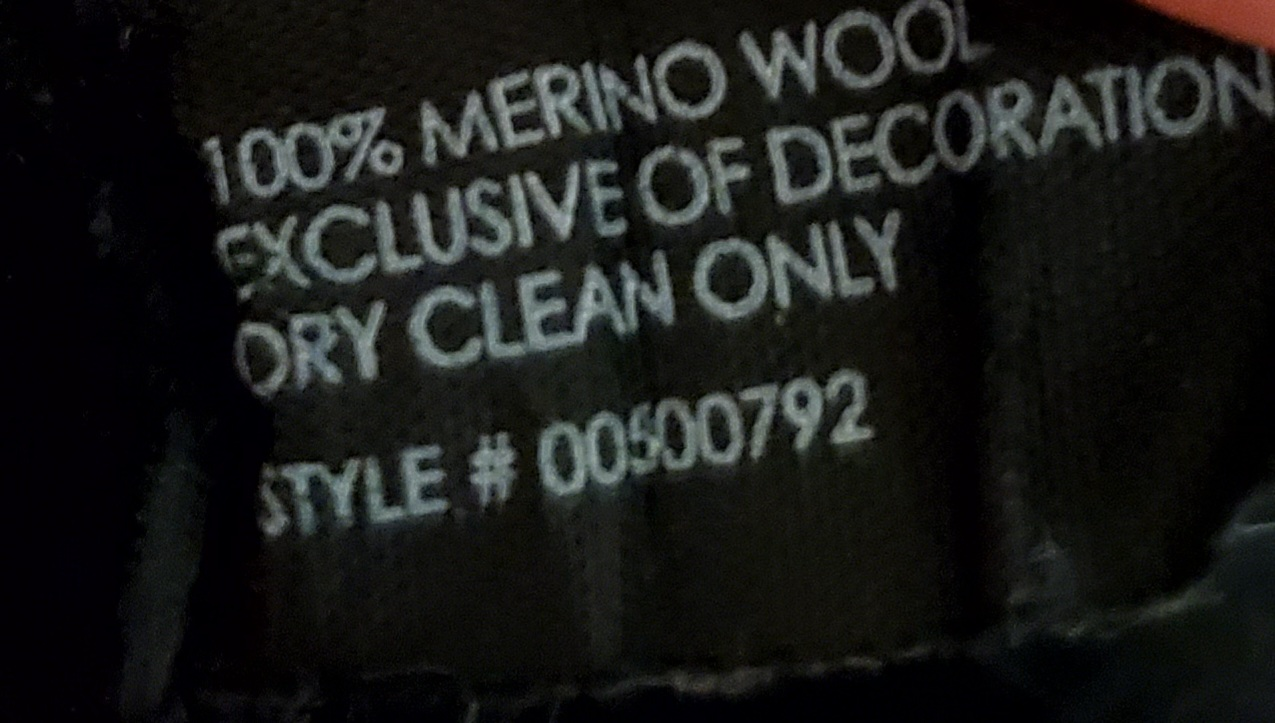 100% MERINO WOOL
EXCLUSIVE OF DECORATION
DRY CLEAN ONLY
STYLE # 00500792